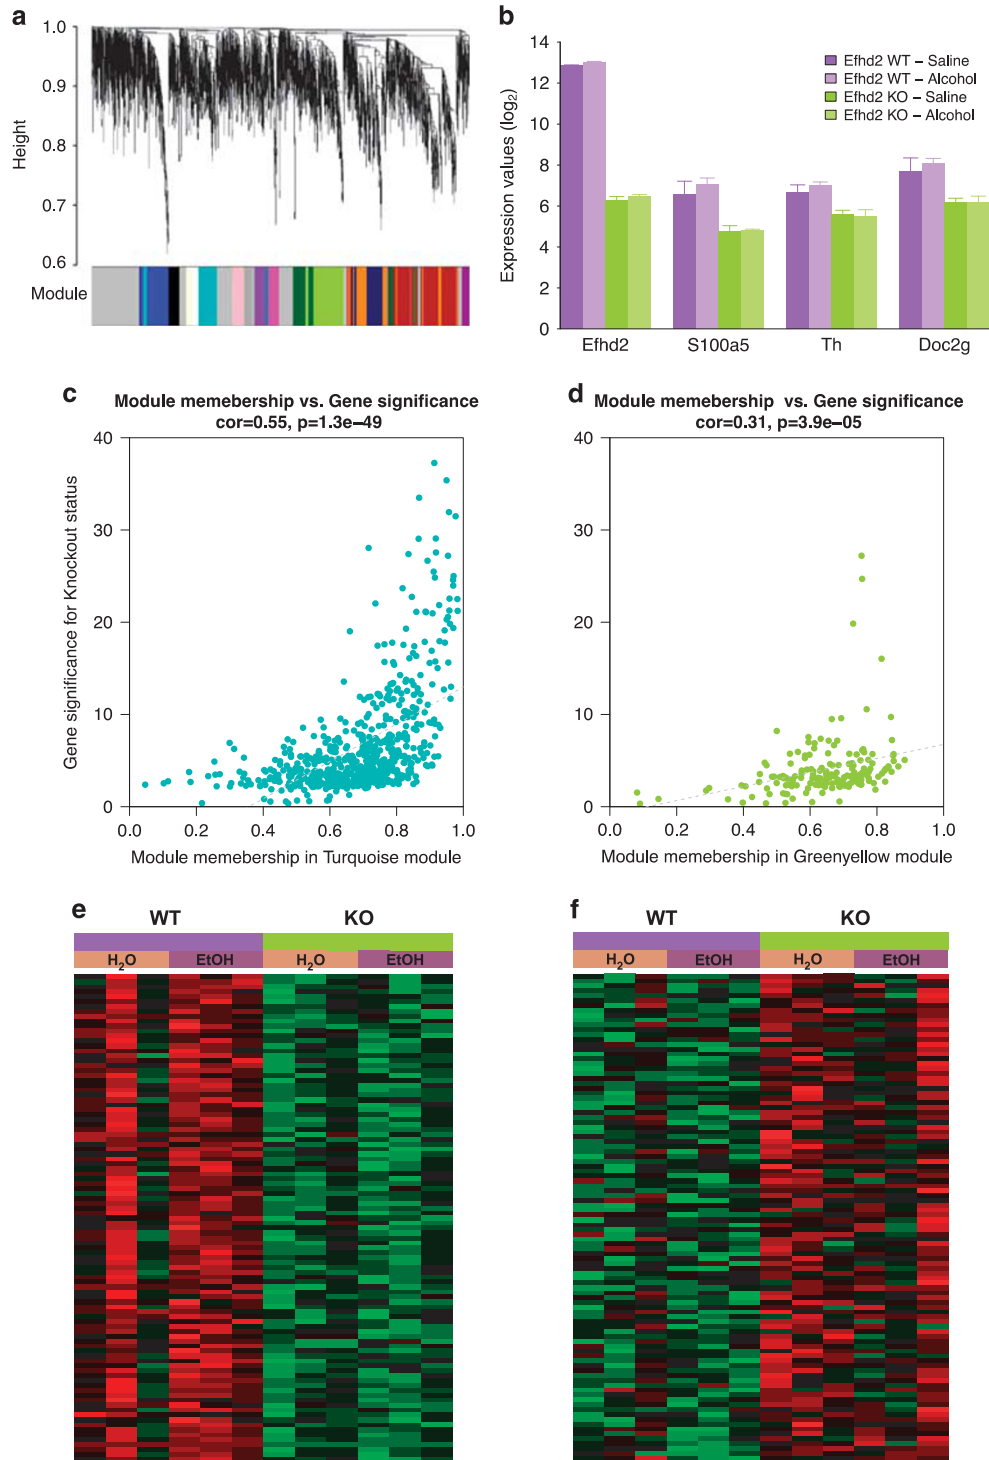 a
1.0
0.9
0.8
0.7
0.6
Height
Module
b
14
12
10
8
6
4
2
0
Expression values (log2)
Efhd2 WT – Saline
Efhd2 WT – Alcohol
Efhd2 KO – Saline
Efhd2 KO – Alcohol
Efhd2 S100a5 Th Doc2g
c
Module memebership vs. Gene significance
cor=0.55, p=1.3e–49
40
30
20
10
0
Gene significance for Knockout status
0.0 0.2 0.4 0.6 0.8 1.0
Module memebership in Turquoise module
d
Module memebership vs. Gene significance
cor=0.31, p=3.9e–05
40
30
20
10
0
0.0 0.2 0.4 0.6 0.8 1.0
Module memebership in Greenyellow module
e
WT KO
H2O EtOH H2O EtOH
f
WT KO
H2O EtOH H2O EtOH